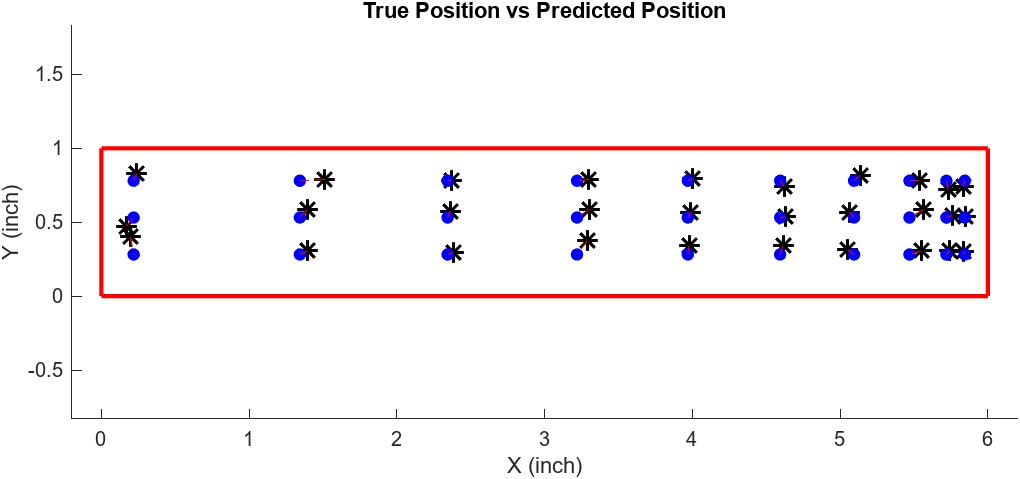 True Position vs Predicted Position
1.5
1
0.5
0
-0.5
Y (inch)
0 1 2 3 4 5 6
X (inch)